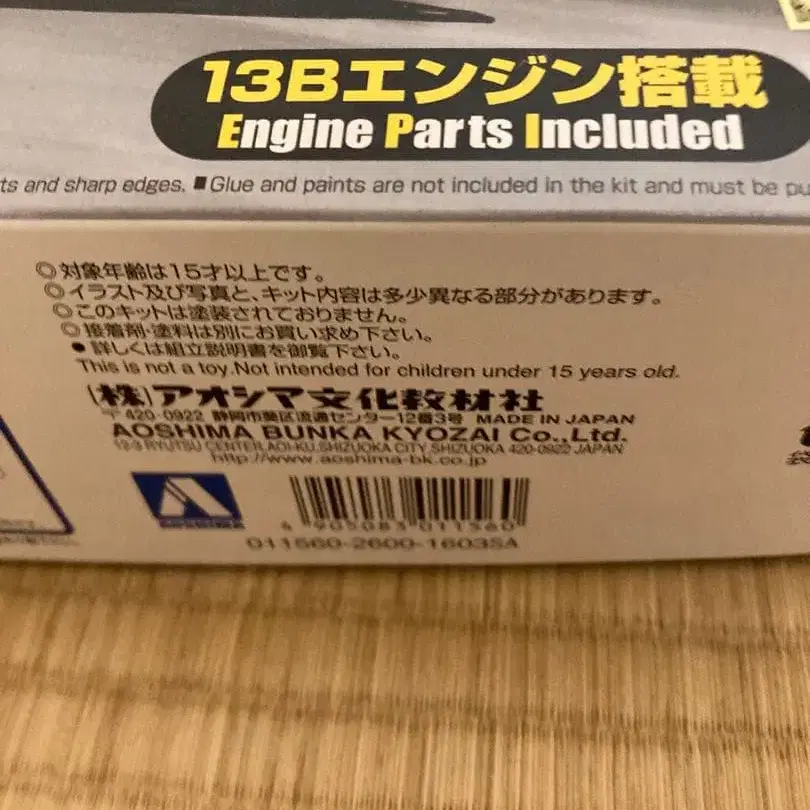 13Bエンジン搭載
Engine Parts Included
and sharp edges. ■Glue and paints are not included in the kit and must be
◎対象年齢は15才以上です。
◎イラスト及び写真と、キット内容は多少異なる部分があります。
◎このキットは塗装されておりません。
◎接着剤・塗料は別にお買い求め下さい。
●詳しくは組立説明書を御覧下さい。
This is not a toy. Not intended for children under 15 years old.
(株)アオシマ文化教材社
〒420-0922 静岡市葵区流通センター12番3号 MADE IN JAPAN
AOSHIMA BUNKA KYOZAI Co.,Ltd.
12-3 RYUTSU CENTER, AOI-KU, SHIZUOKA CITY, SHIZUOKA 420-0922 JAPAN
http://www.aoshima-bk.co.jp
AOSHIMA
4 905083 011560
011560-2600-1603SA
袋